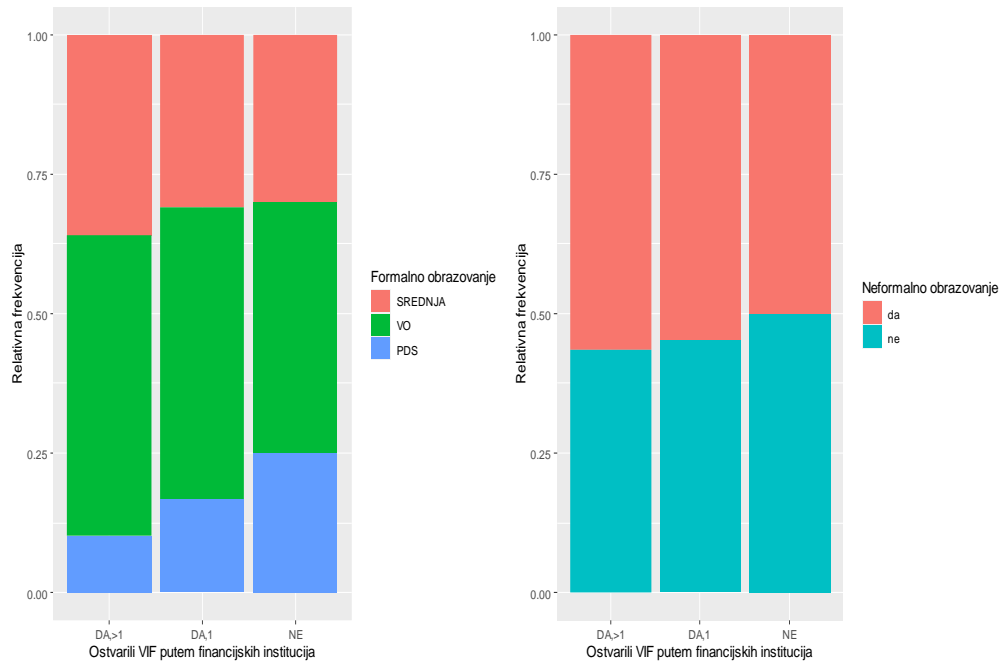 1.00
0.75
0.50
0.25
0.00
Relativna frekvencija
DA,>1
DA,1
NE
Ostvarili VIF putem financijskih institucija
Formalno obrazovanje
SREDNJA
VO
PDS
1.00
0.75
0.50
0.25
0.00
Relativna frekvencija
DA,>1
DA,1
NE
Ostvarili VIF putem financijskih institucija
Neformalno obrazovanje
da
ne